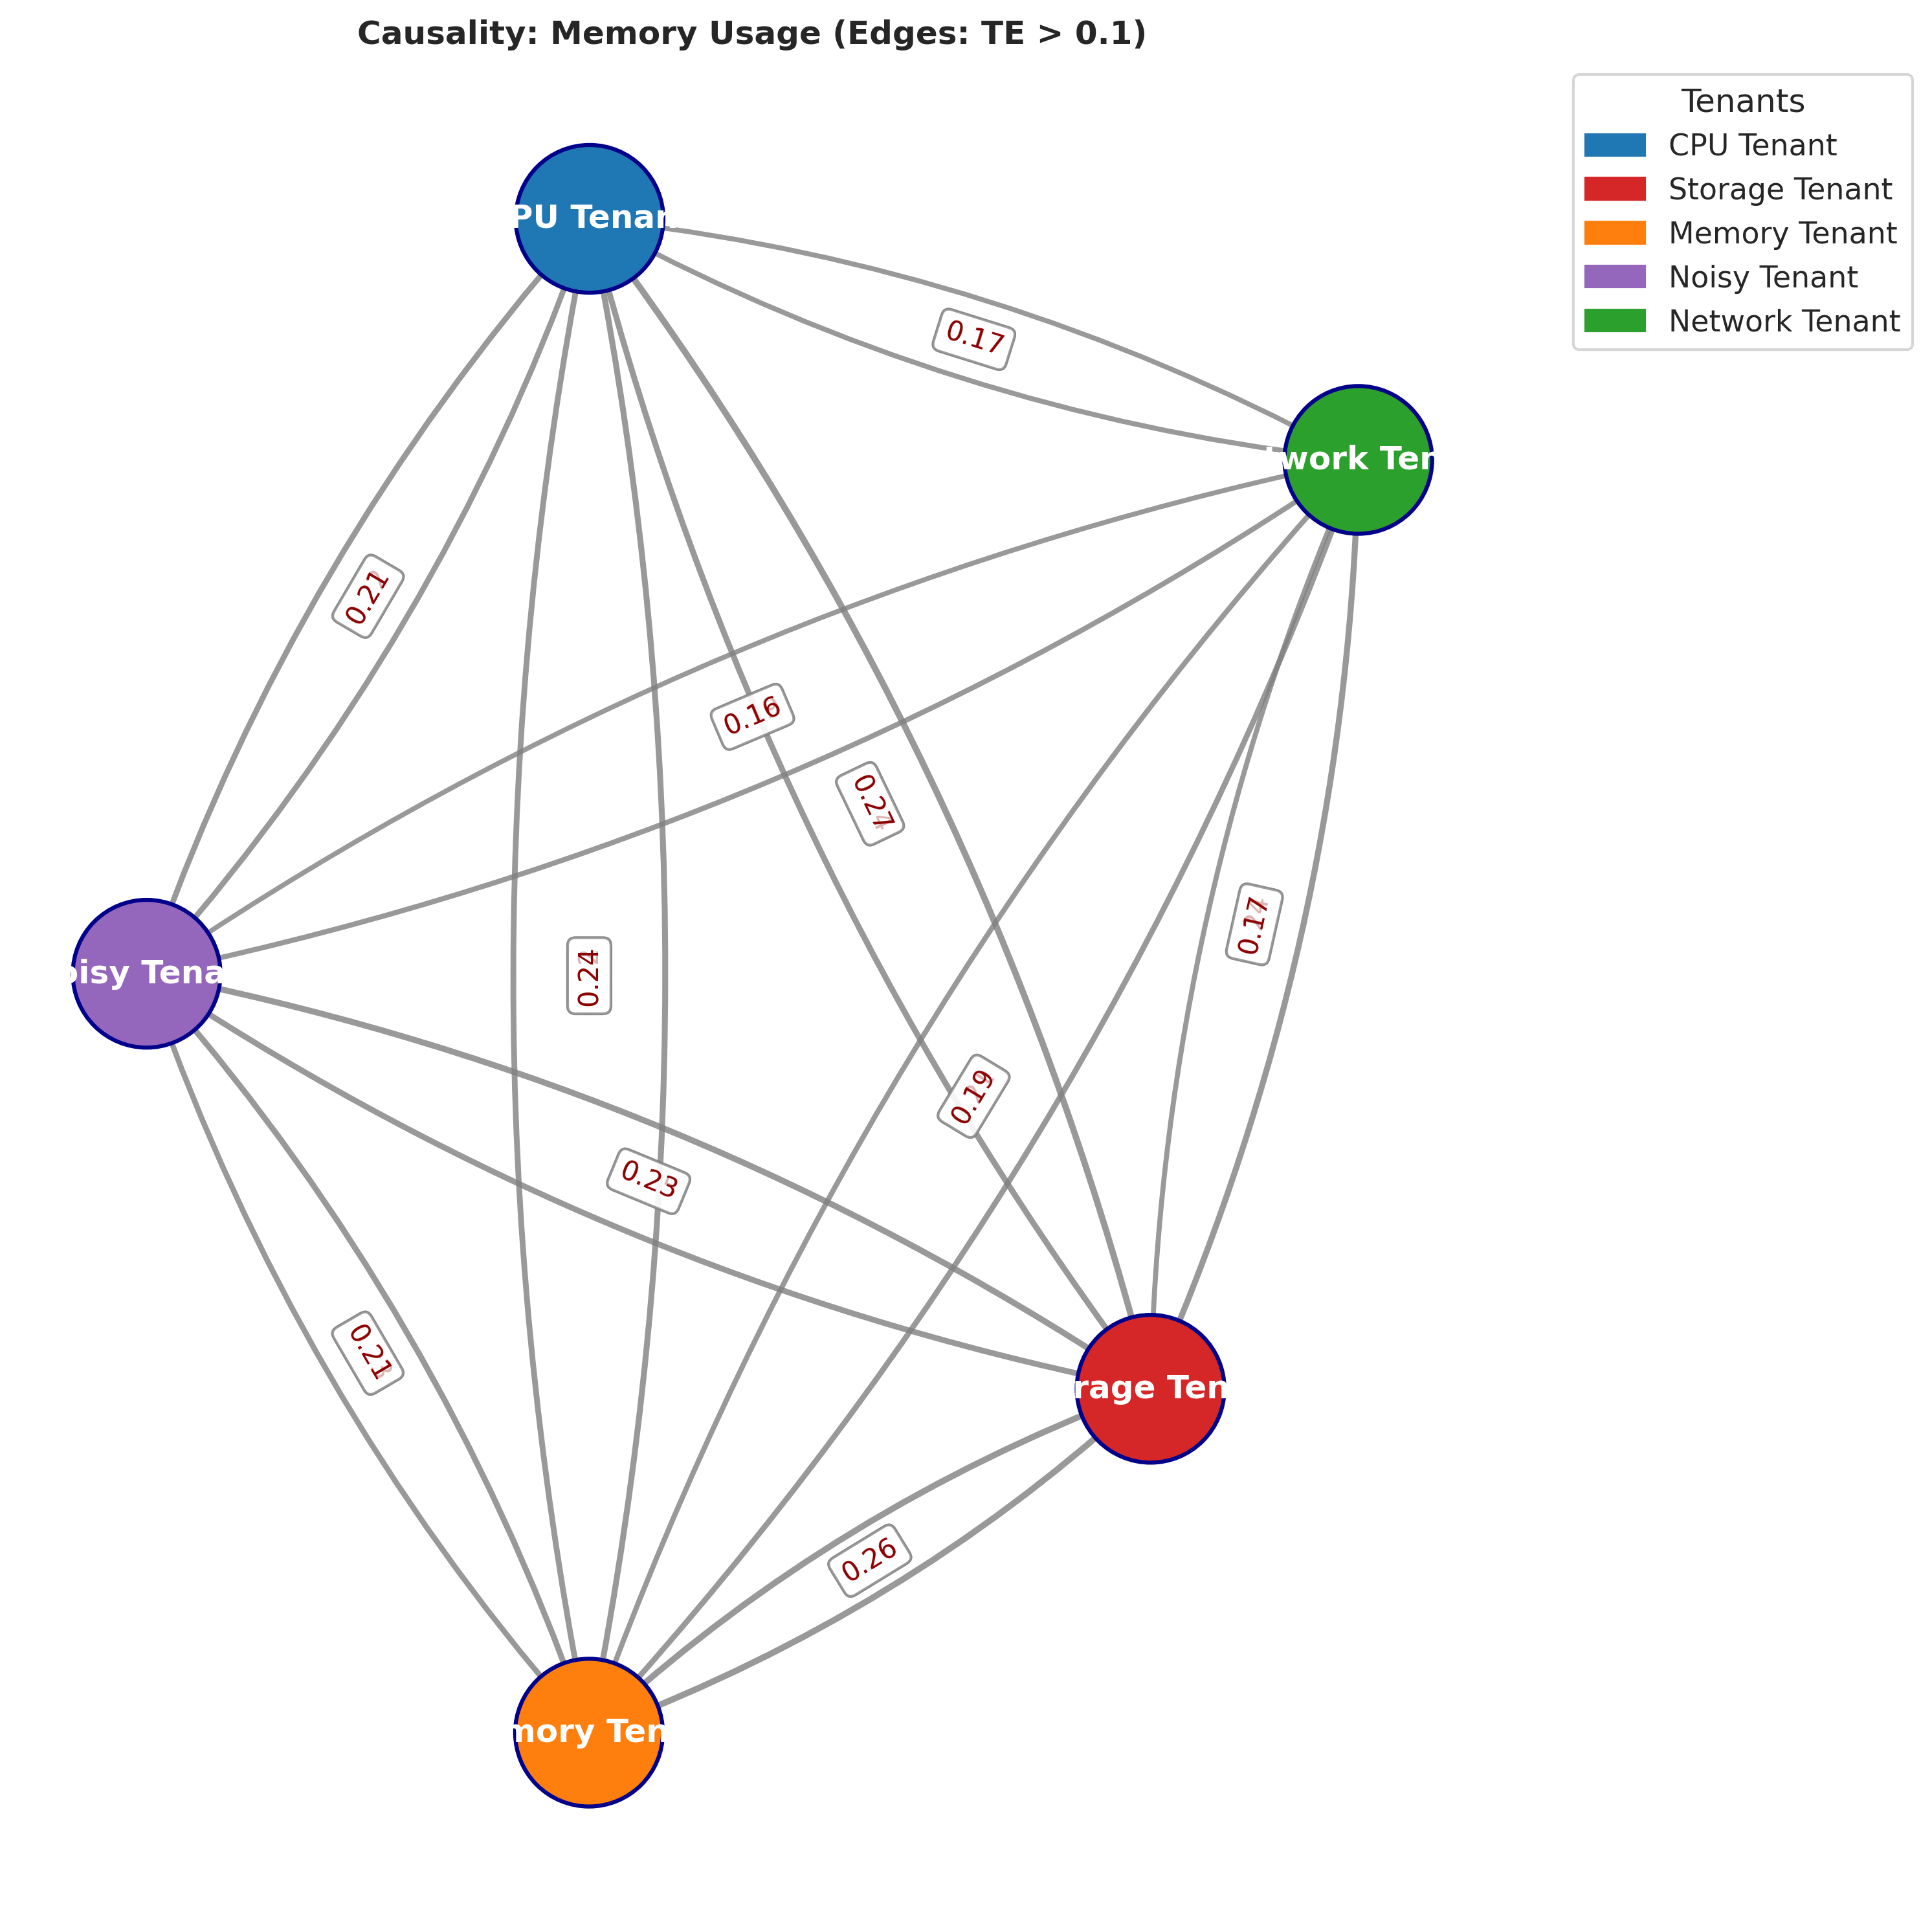 Causality: Memory Usage (Edges: TE > 0.1)
Tenants
CPU Tenant
Storage Tenant
Memory Tenant
Noisy Tenant
Network Tenant
PU Tenan
0.17
work Ten
0.21
0.16
0.27
0.17
oisy Tena
0.24
0.19
0.23
0.21
rage Ten
0.26
mory Ten